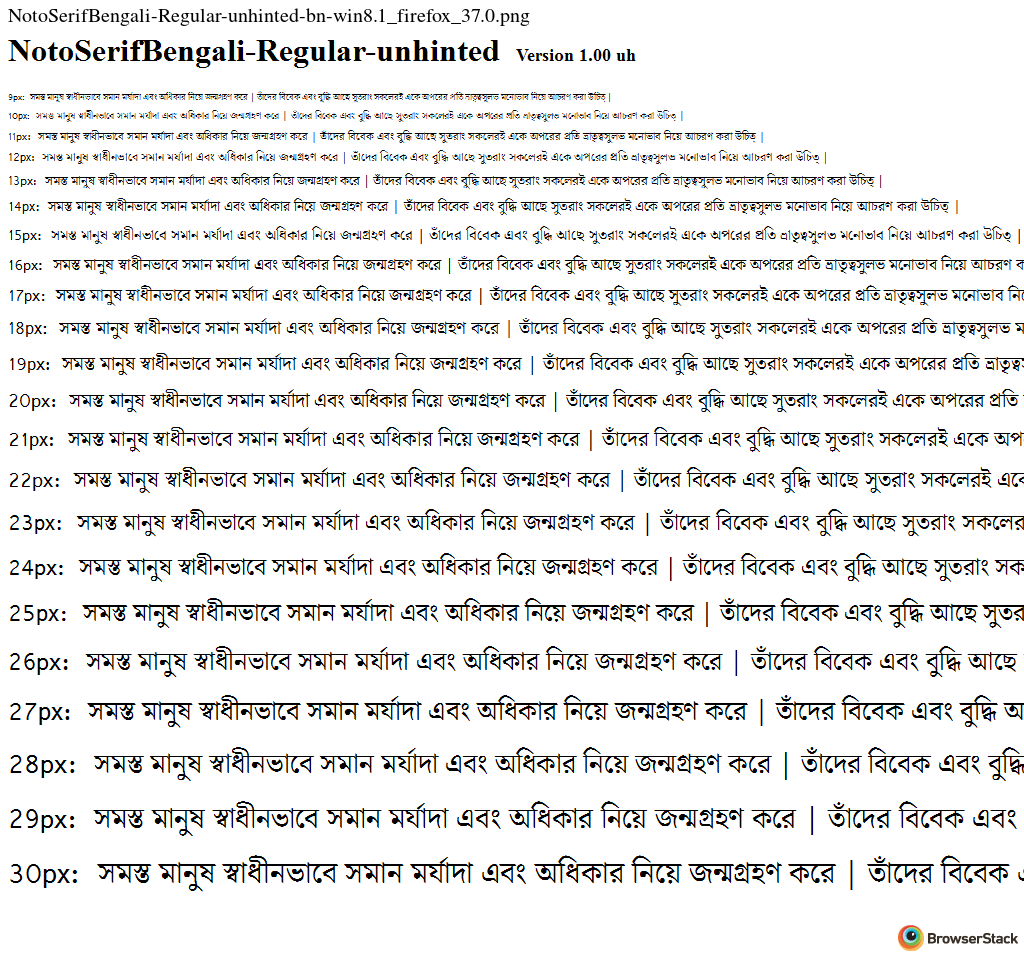 NotoSerifBengali-Regular-unhinted-bn-win8.1_firefox_37.0.png
NotoSerifBengali-Regular-unhinted Version 1.00 uh
9px: সমস্ত মানুষ স্বাধীনভাবে সমান মর্যাদা এবং অধিকার নিয়ে জন্মগ্রহণ করে | তাঁদের বিবেক এবং বুদ্ধি আছে সুতরাং সকলেরই একে অপরের প্রতি ভ্রাতৃত্বসুলভ মনোভাব নিয়ে আচরণ করা উচিত্ |
10px: সমস্ত মানুষ স্বাধীনভাবে সমান মর্যাদা এবং অধিকার নিয়ে জন্মগ্রহণ করে | তাঁদের বিবেক এবং বুদ্ধি আছে সুতরাং সকলেরই একে অপরের প্রতি ভ্রাতৃত্বসুলভ মনোভাব নিয়ে আচরণ করা উচিত্ |
11px: সমস্ত মানুষ স্বাধীনভাবে সমান মর্যাদা এবং অধিকার নিয়ে জন্মগ্রহণ করে | তাঁদের বিবেক এবং বুদ্ধি আছে সুতরাং সকলেরই একে অপরের প্রতি ভ্রাতৃত্বসুলভ মনোভাব নিয়ে আচরণ করা উচিত্ |
12px: সমস্ত মানুষ স্বাধীনভাবে সমান মর্যাদা এবং অধিকার নিয়ে জন্মগ্রহণ করে | তাঁদের বিবেক এবং বুদ্ধি আছে সুতরাং সকলেরই একে অপরের প্রতি ভ্রাতৃত্বসুলভ মনোভাব নিয়ে আচরণ করা উচিত্ |
13px: সমস্ত মানুষ স্বাধীনভাবে সমান মর্যাদা এবং অধিকার নিয়ে জন্মগ্রহণ করে | তাঁদের বিবেক এবং বুদ্ধি আছে সুতরাং সকলেরই একে অপরের প্রতি ভ্রাতৃত্বসুলভ মনোভাব নিয়ে আচরণ করা উচিত্ |
14px: সমস্ত মানুষ স্বাধীনভাবে সমান মর্যাদা এবং অধিকার নিয়ে জন্মগ্রহণ করে | তাঁদের বিবেক এবং বুদ্ধি আছে সুতরাং সকলেরই একে অপরের প্রতি ভ্রাতৃত্বসুলভ মনোভাব নিয়ে আচরণ করা উচিত্ |
15px: সমস্ত মানুষ স্বাধীনভাবে সমান মর্যাদা এবং অধিকার নিয়ে জন্মগ্রহণ করে | তাঁদের বিবেক এবং বুদ্ধি আছে সুতরাং সকলেরই একে অপরের প্রতি ভ্রাতৃত্বসুলভ মনোভাব নিয়ে আচরণ করা উচিত্ |
16px: সমস্ত মানুষ স্বাধীনভাবে সমান মর্যাদা এবং অধিকার নিয়ে জন্মগ্রহণ করে | তাঁদের বিবেক এবং বুদ্ধি আছে সুতরাং সকলেরই একে অপরের প্রতি ভ্রাতৃত্বসুলভ মনোভাব নিয়ে আচরণ
17px: সমস্ত মানুষ স্বাধীনভাবে সমান মর্যাদা এবং অধিকার নিয়ে জন্মগ্রহণ করে | তাঁদের বিবেক এবং বুদ্ধি আছে সুতরাং সকলেরই একে অপরের প্রতি ভ্রাতৃত্বসুলভ মনোভাব
18px: সমস্ত মানুষ স্বাধীনভাবে সমান মর্যাদা এবং অধিকার নিয়ে জন্মগ্রহণ করে | তাঁদের বিবেক এবং বুদ্ধি আছে সুতরাং সকলেরই একে অপরের প্রতি ভ্রাতৃত্বসুলভ
19px: সমস্ত মানুষ স্বাধীনভাবে সমান মর্যাদা এবং অধিকার নিয়ে জন্মগ্রহণ করে | তাঁদের বিবেক এবং বুদ্ধি আছে সুতরাং সকলেরই একে অপরের প্রতি
20px: সমস্ত মানুষ স্বাধীনভাবে সমান মর্যাদা এবং অধিকার নিয়ে জন্মগ্রহণ করে | তাঁদের বিবেক এবং বুদ্ধি আছে সুতরাং সকলেরই একে অপরের প্রতি
21px: সমস্ত মানুষ স্বাধীনভাবে সমান মর্যাদা এবং অধিকার নিয়ে জন্মগ্রহণ করে | তাঁদের বিবেক এবং বুদ্ধি আছে সুতরাং সকলেরই একে অপ
22px: সমস্ত মানুষ স্বাধীনভাবে সমান মর্যাদা এবং অধিকার নিয়ে জন্মগ্রহণ করে | তাঁদের বিবেক এবং বুদ্ধি আছে সুতরাং সকলেরই
23px: সমস্ত মানুষ স্বাধীনভাবে সমান মর্যাদা এবং অধিকার নিয়ে জন্মগ্রহণ করে | তাঁদের বিবেক এবং বুদ্ধি আছে সুতরাং সকলের
24px: সমস্ত মানুষ স্বাধীনভাবে সমান মর্যাদা এবং অধিকার নিয়ে জন্মগ্রহণ করে | তাঁদের বিবেক এবং বুদ্ধি আছে সুতরাং সক
25px: সমস্ত মানুষ স্বাধীনভাবে সমান মর্যাদা এবং অধিকার নিয়ে জন্মগ্রহণ করে | তাঁদের বিবেক এবং বুদ্ধি আছে সুতর
26px: সমস্ত মানুষ স্বাধীনভাবে সমান মর্যাদা এবং অধিকার নিয়ে জন্মগ্রহণ করে | তাঁদের বিবেক এবং বুদ্ধি আছে
27px: সমস্ত মানুষ স্বাধীনভাবে সমান মর্যাদা এবং অধিকার নিয়ে জন্মগ্রহণ করে | তাঁদের বিবেক এবং বুদ্ধি
28px: সমস্ত মানুষ স্বাধীনভাবে সমান মর্যাদা এবং অধিকার নিয়ে জন্মগ্রহণ করে | তাঁদের বিবেক এবং বুদ্ধি
29px: সমস্ত মানুষ স্বাধীনভাবে সমান মর্যাদা এবং অধিকার নিয়ে জন্মগ্রহণ করে | তাঁদের বিবেক এবং
30px: সমস্ত মানুষ স্বাধীনভাবে সমান মর্যাদা এবং অধিকার নিয়ে জন্মগ্রহণ করে | তাঁদের বিবেক
BrowserStack